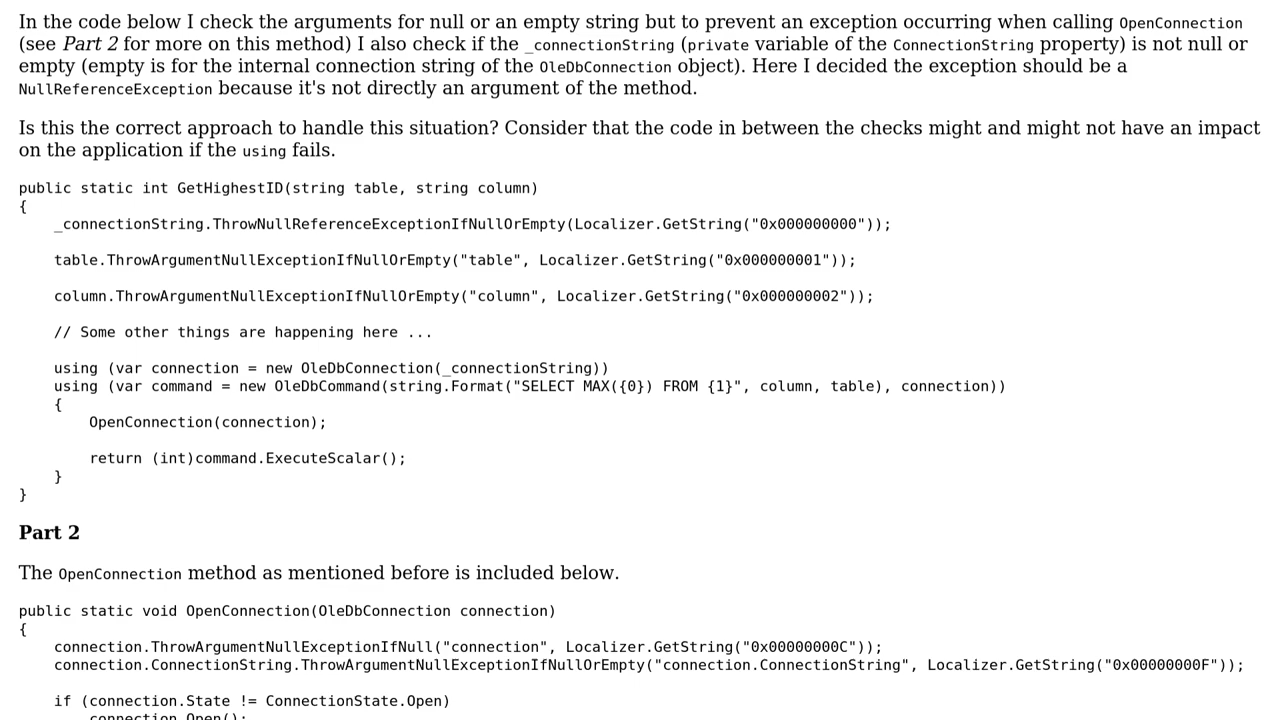 In the code below I check the arguments for null or an empty string but to prevent an exception occurring when calling OpenConnection
(see Part 2 for more on this method) I also check if the _connectionString (private variable of the ConnectionString property) is not null or
empty (empty is for the internal connection string of the OleDbConnection object). Here I decided the exception should be a
NullReferenceException because it's not directly an argument of the method.
Is this the correct approach to handle this situation? Consider that the code in between the checks might and might not have an impact
on the application if the using fails.
public static int GetHighestID(string table, string column)
{
    _connectionString.ThrowNullReferenceExceptionIfNullOrEmpty(Localizer.GetString("0x000000000"));
    table.ThrowArgumentNullExceptionIfNullOrEmpty("table", Localizer.GetString("0x000000001"));
    column.ThrowArgumentNullExceptionIfNullOrEmpty("column", Localizer.GetString("0x000000002"));
    // Some other things are happening here ...
    using (var connection = new OleDbConnection(_connectionString))
    using (var command = new OleDbCommand(string.Format("SELECT MAX({0}) FROM {1}", column, table), connection))
    {
        OpenConnection(connection);
        return (int)command.ExecuteScalar();
    }
}
Part 2
The OpenConnection method as mentioned before is included below.
public static void OpenConnection(OleDbConnection connection)
{
    connection.ThrowArgumentNullExceptionIfNull("connection", Localizer.GetString("0x00000000C"));
    connection.ConnectionString.ThrowArgumentNullExceptionIfNullOrEmpty("connection.ConnectionString", Localizer.GetString("0x00000000F"));
    if (connection.State != ConnectionState.Open)
        connection.Open();